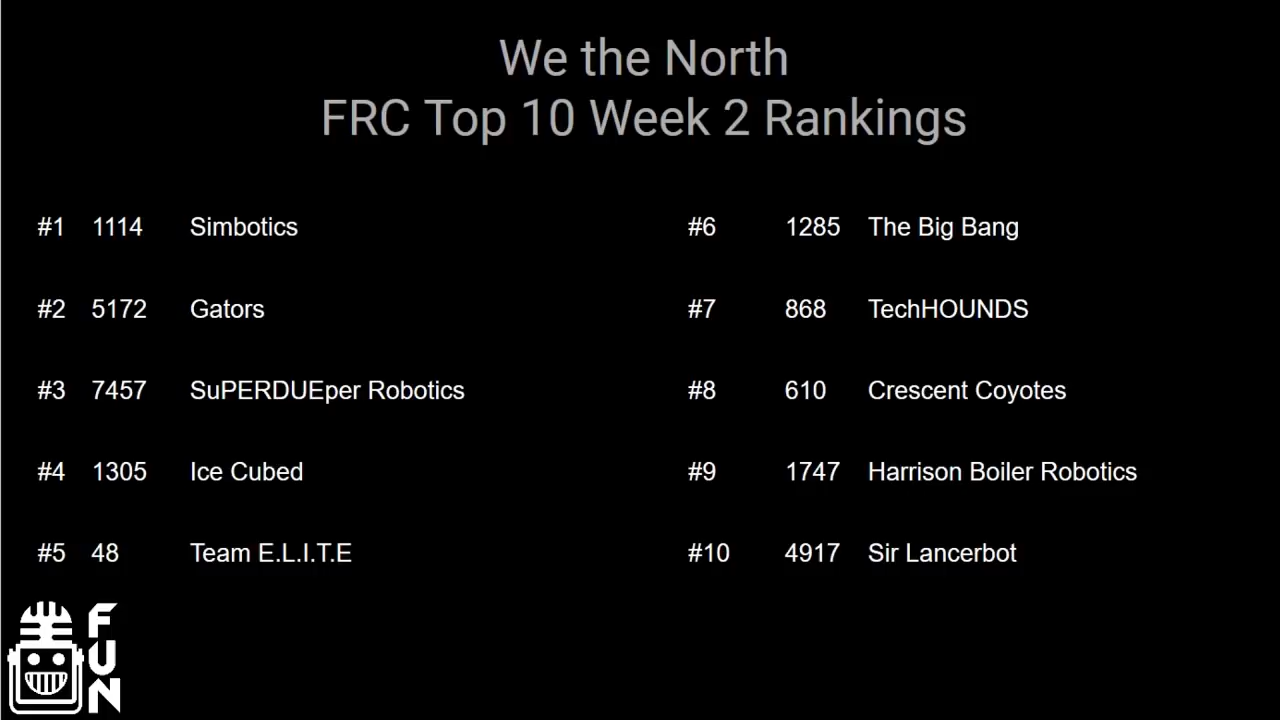 We the North
FRC Top 10 Week 2 Rankings
#1 1114 Simbotics
#2 5172 Gators
#3 7457 SuPERDUEper Robotics
#4 1305 Ice Cubed
#5 48 Team E.L.I.T.E
#6 1285 The Big Bang
#7 868 TechHOUNDS
#8 610 Crescent Coyotes
#9 1747 Harrison Boiler Robotics
#10 4917 Sir Lancerbot
FUN